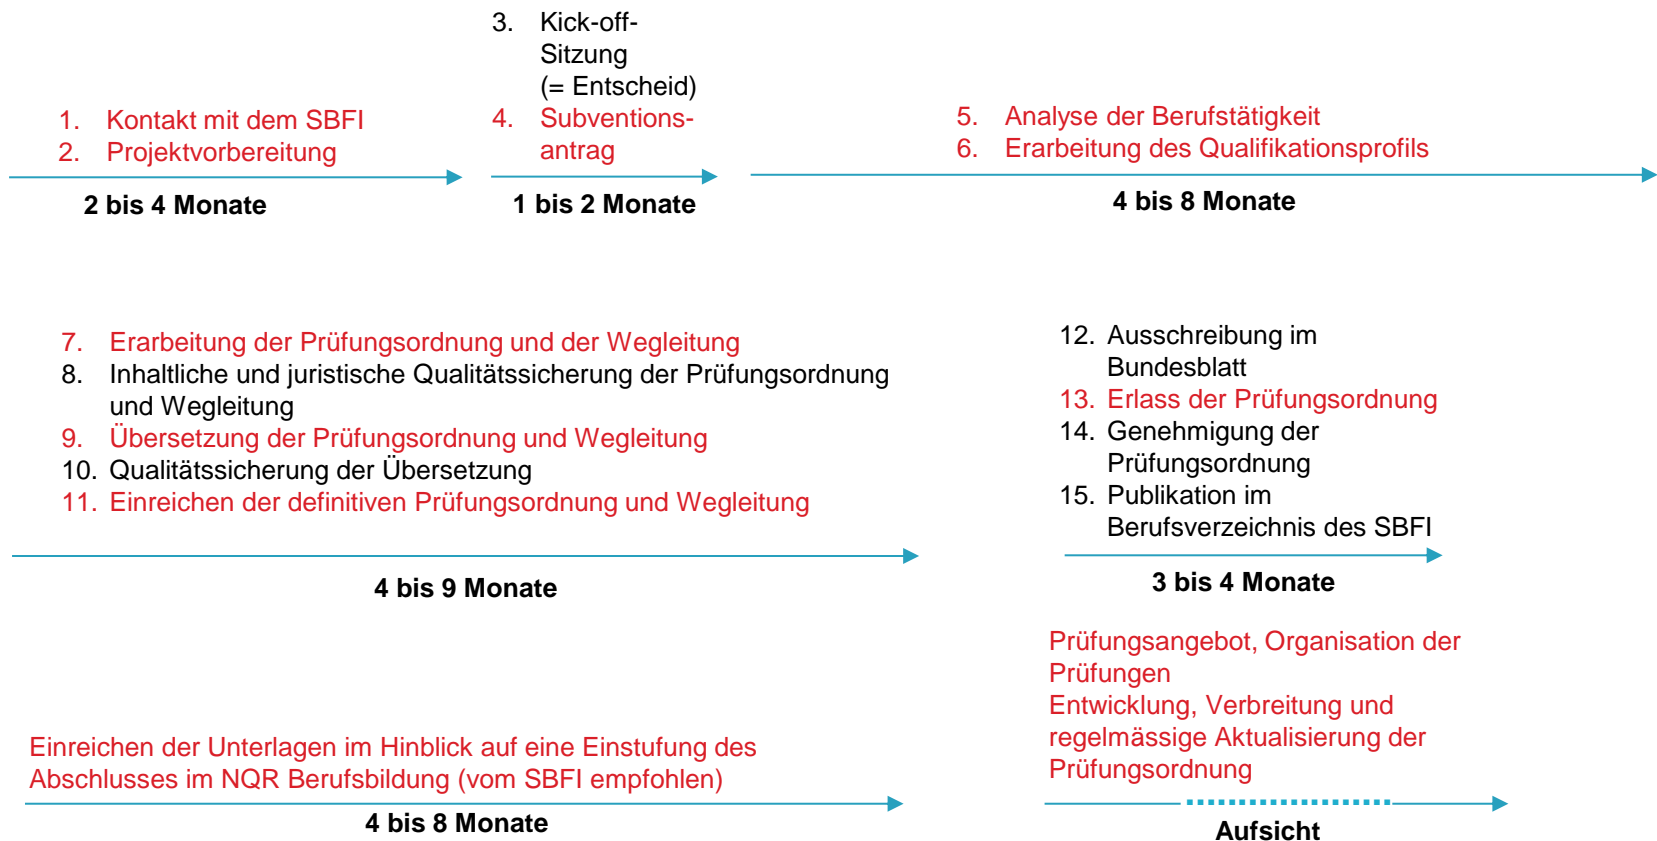 1. Kontakt mit dem SBFI
2. Projektvorbereitung
2 bis 4 Monate
3. Kick-off-
Sitzung
(= Entscheid)
4. Subventions-
antrag
1 bis 2 Monate
5. Analyse der Berufstätigkeit
6. Erarbeitung des Qualifikationsprofils
4 bis 8 Monate
7. Erarbeitung der Prüfungsordnung und der Wegleitung
8. Inhaltliche und juristische Qualitätssicherung der Prüfungsordnung
und Wegleitung
9. Übersetzung der Prüfungsordnung und Wegleitung
10. Qualitätssicherung der Übersetzung
11. Einreichen der definitiven Prüfungsordnung und Wegleitung
4 bis 9 Monate
12. Ausschreibung im
Bundesblatt
13. Erlass der Prüfungsordnung
14. Genehmigung der
Prüfungsordnung
15. Publikation im
Berufsverzeichnis des SBFI
3 bis 4 Monate
Einreichen der Unterlagen im Hinblick auf eine Einstufung des
Abschlusses im NQR Berufsbildung (vom SBFI empfohlen)
4 bis 8 Monate
Prüfungsangebot, Organisation der
Prüfungen
Entwicklung, Verbreitung und
regelmässige Aktualisierung der
Prüfungsordnung
Aufsicht